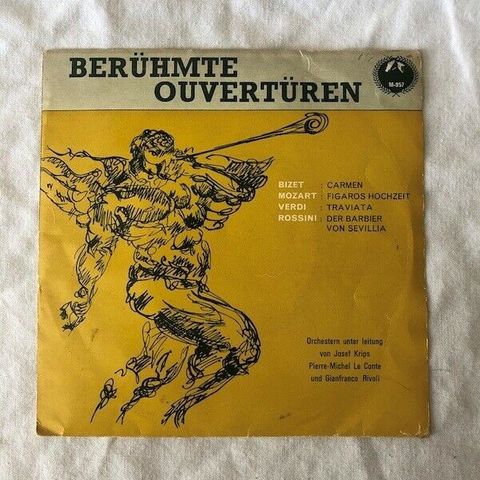 BERÜHMTE
OUVERTÜREN
M-957
BIZET : CARMEN
MOZART : FIGAROS HOCHZEIT
VERDI : TRAVIATA
ROSSINI : DER BARBIER
VON SEVILLIA
Orchestern unter leitung
von Josef Krips
Pierre-Michel Le Conte
und Gianfranco Rivoli